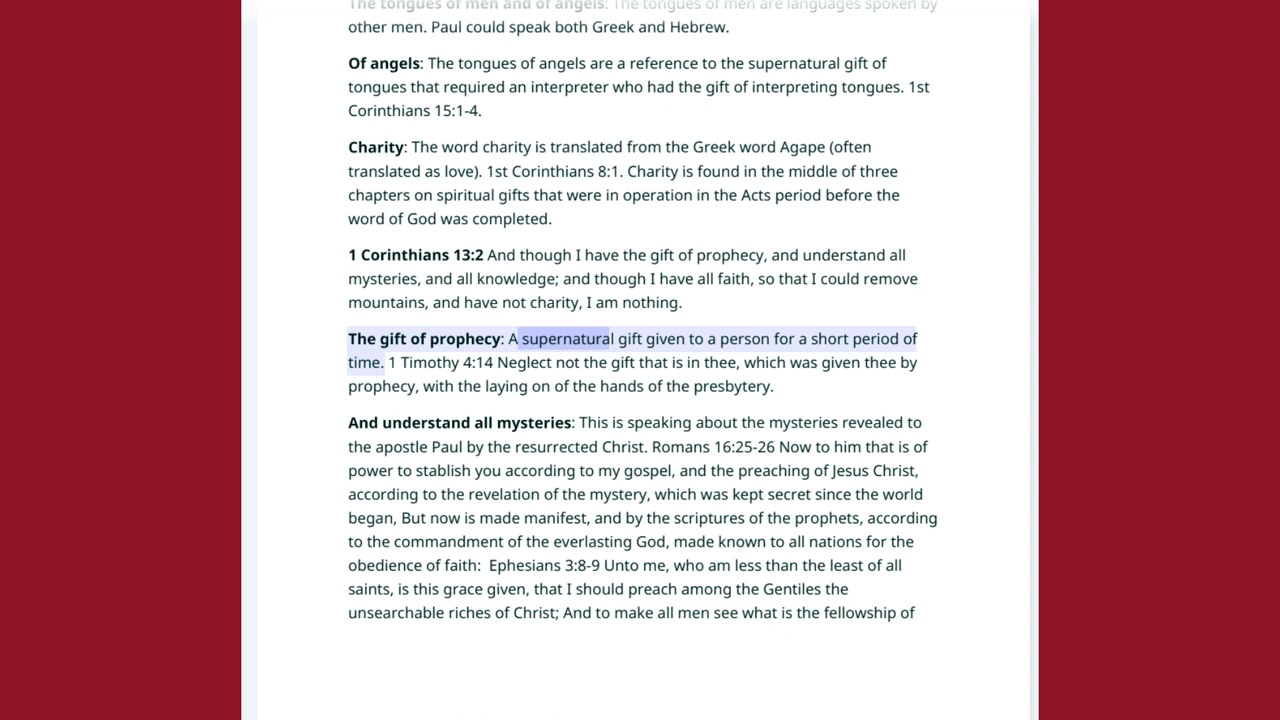 The tongues of men and of angels: The tongues of men are languages spoken by
other men. Paul could speak both Greek and Hebrew.
Of angels: The tongues of angels are a reference to the supernatural gift of
tongues that required an interpreter who had the gift of interpreting tongues. 1st
Corinthians 15:1-4.
Charity: The word charity is translated from the Greek word Agape (often
translated as love). 1st Corinthians 8:1. Charity is found in the middle of three
chapters on spiritual gifts that were in operation in the Acts period before the
word of God was completed.
1 Corinthians 13:2 And though I have the gift of prophecy, and understand all
mysteries, and all knowledge; and though I have all faith, so that I could remove
mountains, and have not charity, I am nothing.
The gift of prophecy: A supernatural gift given to a person for a short period of
time. 1 Timothy 4:14 Neglect not the gift that is in thee, which was given thee by
prophecy, with the laying on of the hands of the presbytery.
And understand all mysteries: This is speaking about the mysteries revealed to
the apostle Paul by the resurrected Christ. Romans 16:25-26 Now to him that is of
power to stablish you according to my gospel, and the preaching of Jesus Christ,
according to the revelation of the mystery, which was kept secret since the world
began, But now is made manifest, and by the scriptures of the prophets, according
to the commandment of the everlasting God, made known to all nations for the
obedience of faith:  Ephesians 3:8-9 Unto me, who am less than the least of all
saints, is this grace given, that I should preach among the Gentiles the
unsearchable riches of Christ; And to make all men see what is the fellowship of